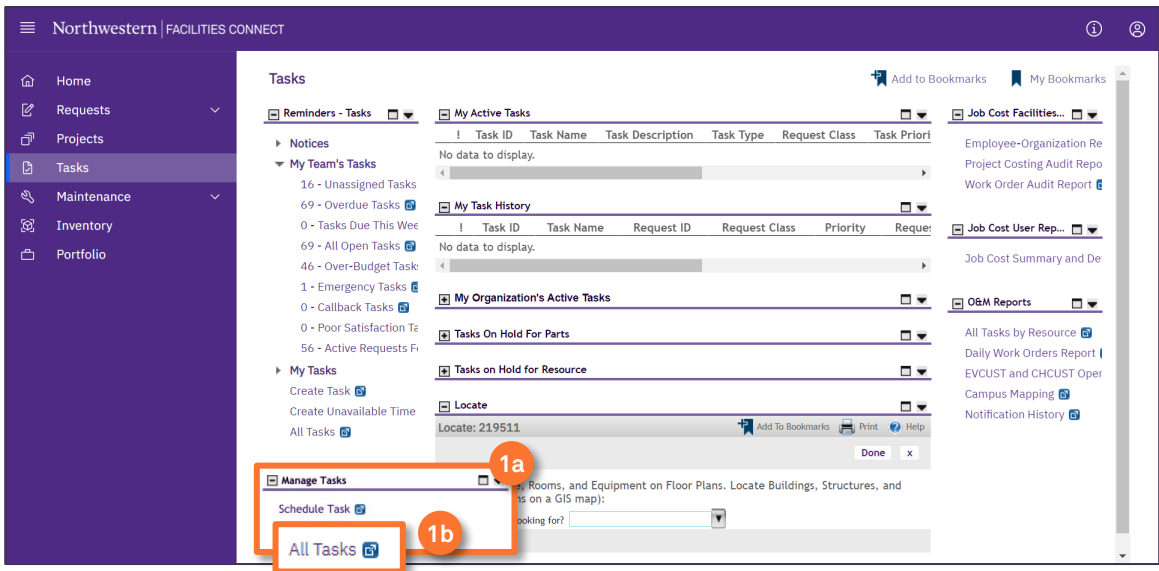 Northwestern | FACILITIES CONNECT
Home
Requests
Projects
Tasks
Maintenance
Inventory
Portfolio
Tasks
Add to Bookmarks
My Bookmarks
Reminders - Tasks
Notices
My Team's Tasks
16 - Unassigned Tasks
69 - Overdue Tasks
0 - Tasks Due This Wee
69 - All Open Tasks
46 - Over-Budget Task
1 - Emergency Tasks
0 - Callback Tasks
0 - Poor Satisfaction Ta
56 - Active Requests F
My Tasks
Create Task
Create Unavailable Time
All Tasks
Manage Tasks
Schedule Task
All Tasks
1a
1b
My Active Tasks
! Task ID Task Name Task Description Task Type Request Class Task Priori
No data to display.
My Task History
! Task ID Task Name Request ID Request Class Priority Reques
No data to display.
My Organization's Active Tasks
Tasks On Hold For Parts
Tasks on Hold for Resource
Locate
Locate: 219511 Add To Bookmarks Print Help
Done x
Rooms, and Equipment on Floor Plans. Locate Buildings, Structures, and
on a GIS map):
ooking for?
Job Cost Facilities...
Employee-Organization Re
Project Costing Audit Repo
Work Order Audit Report
Job Cost User Rep...
Job Cost Summary and De
O&M Reports
All Tasks by Resource
Daily Work Orders Report
EVCUST and CHCUST Oper
Campus Mapping
Notification History